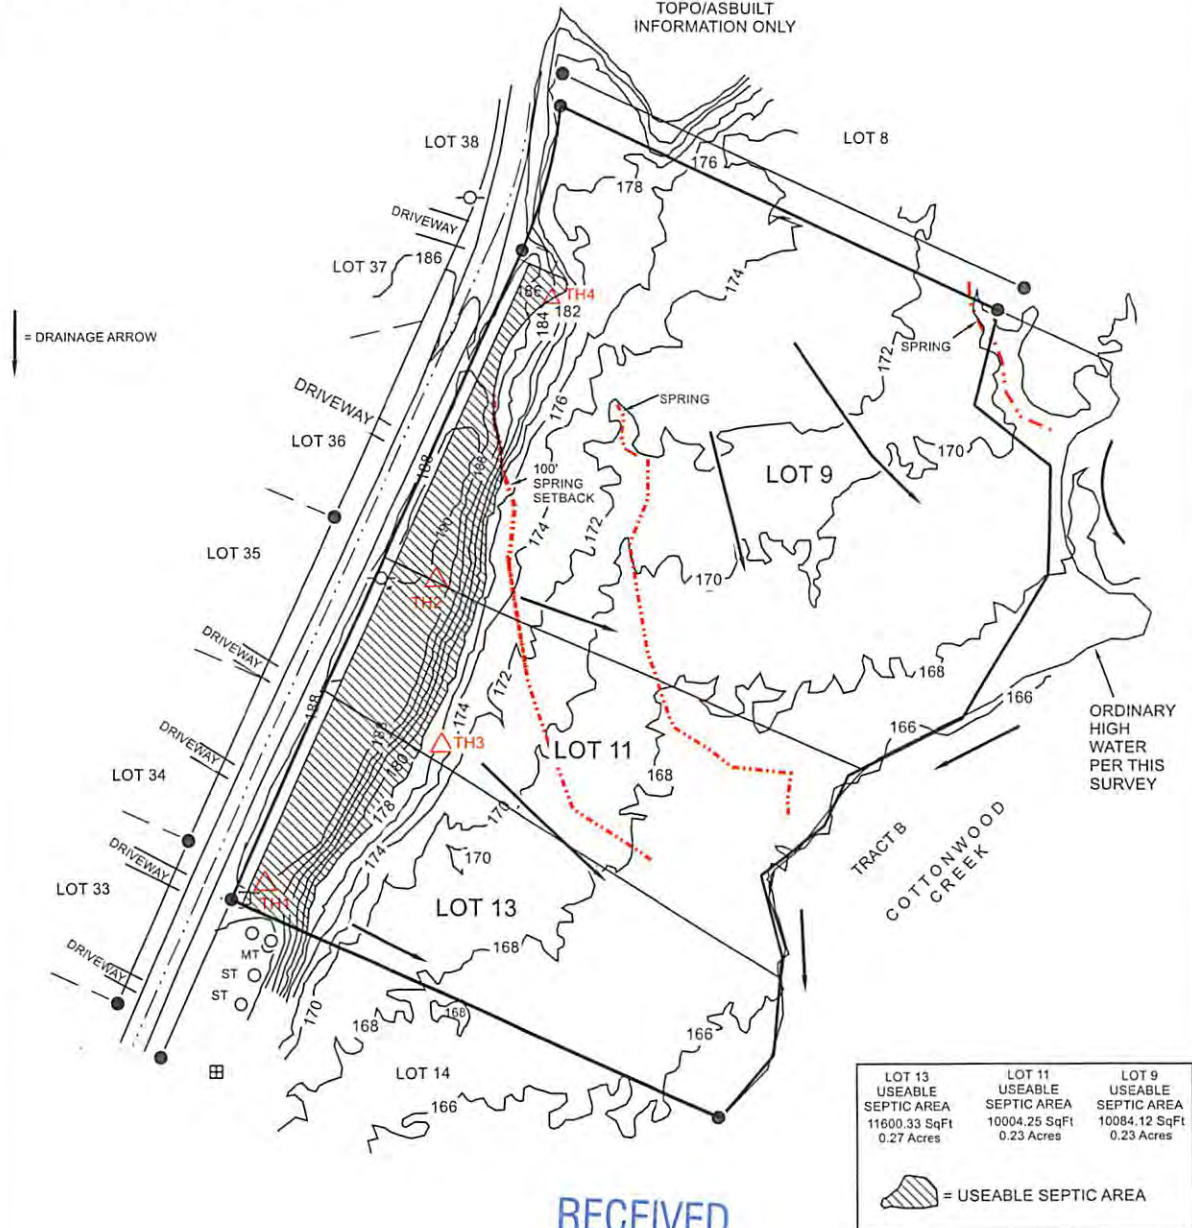 TOPO/ASBUILT
INFORMATION ONLY
LOT 38
LOT 8
176
178
DRIVEWAY
LOT 37
186
174
186
TH4
182
184
= DRAINAGE ARROW
SPRING
172
DRIVEWAY
176
SPRING
LOT 36
188
168
100'
SPRING
SETBACK
LOT 9
170
190
174
172
LOT 35
170
TH2
DRIVEWAY
168
172
166
188
174
166
ORDINARY
HIGH
WATER
PER THIS
SURVEY
188
TH3
LOT 11
DRIVEWAY
180
168
LOT 34
178
170
TRACT B
COTTONWOOD
CREEK
174
170
DRIVEWAY
LOT 33
TH1
LOT 13
168
MT
DRIVEWAY
ST
ST
170
168
168
166
LOT 14
166
LOT 13
USEABLE
SEPTIC AREA
11600.33 SqFt
0.27 Acres
LOT 11
USEABLE
SEPTIC AREA
10004.25 SqFt
0.23 Acres
LOT 9
USEABLE
SEPTIC AREA
10084.12 SqFt
0.23 Acres
= USEABLE SEPTIC AREA
RECEIVED